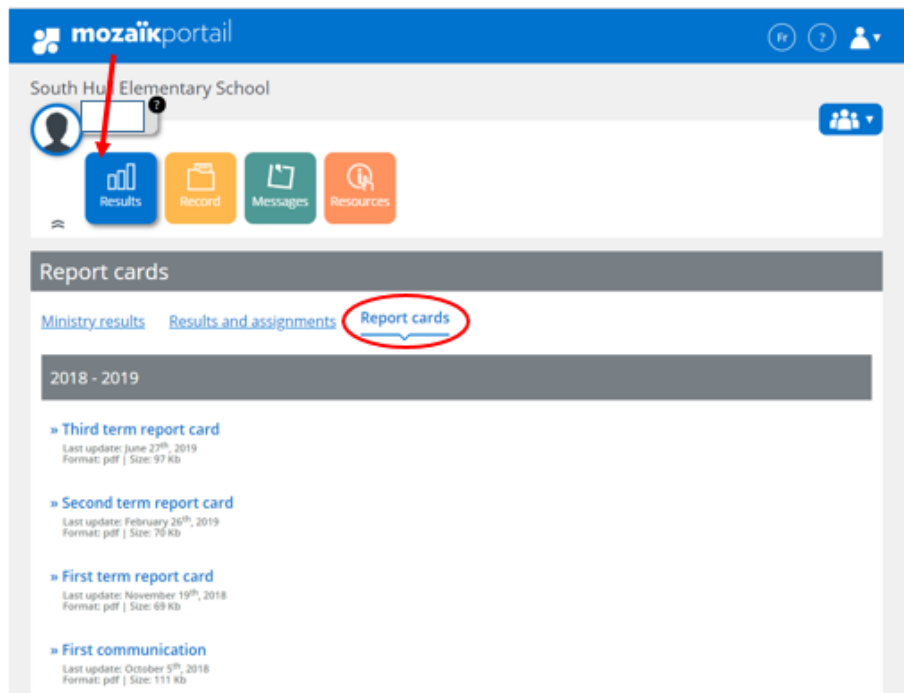 mozaïkportail
Fr ?
South Hull Elementary School
?
Results Record Messages Resources
Report cards
Ministry results Results and assignments Report cards
2018 - 2019
» Third term report card
Last update: June 27th, 2019
Format: pdf | Size: 97 Kb
» Second term report card
Last update: February 26th, 2019
Format: pdf | Size: 70 Kb
» First term report card
Last update: November 19th, 2018
Format: pdf | Size: 69 Kb
» First communication
Last update: October 5th, 2018
Format: pdf | Size: 111 Kb